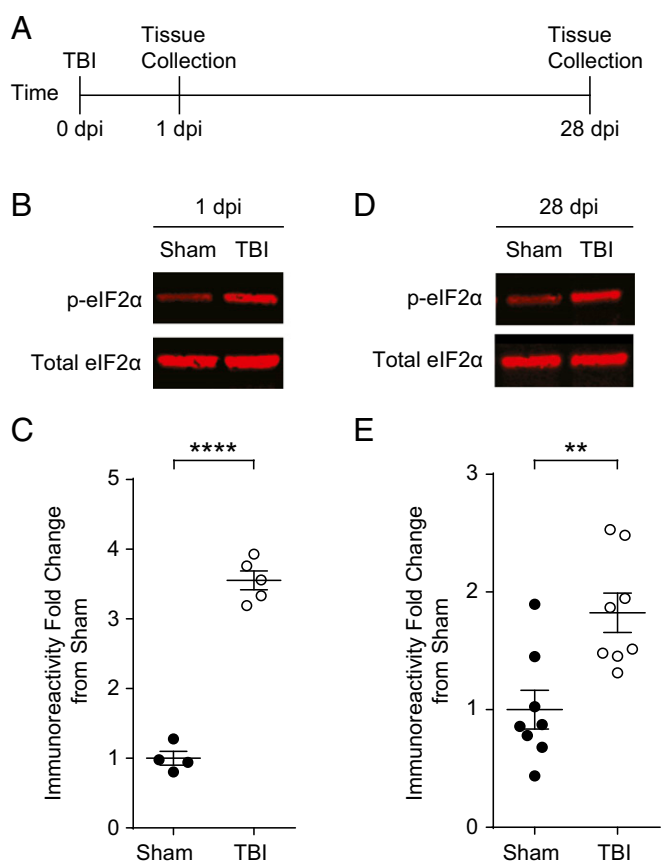 A
TBI
Tissue
Collection
Tissue
Collection
Time
0 dpi
1 dpi
28 dpi
B
1 dpi
Sham
TBI
p-eIF2α
Total eIF2α
D
28 dpi
Sham
TBI
p-eIF2α
Total eIF2α
C
****
Immunoreactivity Fold Change
from Sham
5
4
3
2
1
0
Sham
TBI
E
**
Immunoreactivity Fold Change
from Sham
3
2
1
0
Sham
TBI